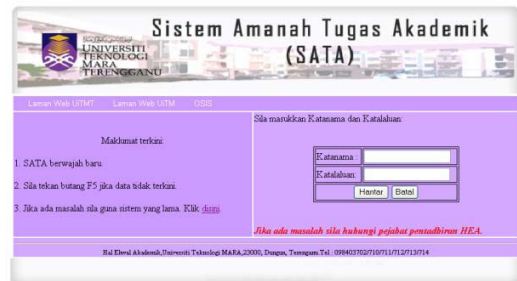 Sistem Amanah Tugas Akademik
(SATA)
UNIVERSITI
TEKNOLOGI
MARA
TERENGGANU
Laman Web UiTMT Laman Web UiTM OSIS
Maklumat terkini:
1. SATA berwajah baru.
2. Sila tekan butang F5 jika data tidak terkini.
3. Jika ada masalah sila guna sistem yang lama. Klik disini.
Sila masukkan Katanama dan Katalaluan:
Katanama :
Katalaluan:
Hantar Batal
Jika ada masalah sila hubungi pejabat pentadbiran HEA.
Hal Ehwal Akademik,Universiti Teknologi MARA,23000, Dungun, Terengganu.Tel : 098403702/710/711/712/713/714